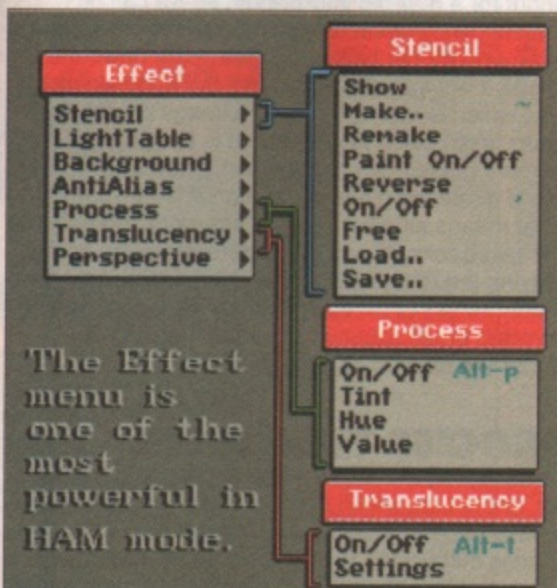 Effect
Stencil
LightTable
Background
AntiAlias
Process
Translucency
Perspective
The Effect
menu is
one of the
most
powerful in
HAM mode.
Stencil
Show
Make.. ~
Remake
Paint On/Off
Reverse
On/Off
Free
Load..
Save..
Process
On/Off Alt-p
Tint
Hue
Value
Translucency
On/Off Alt-t
Settings